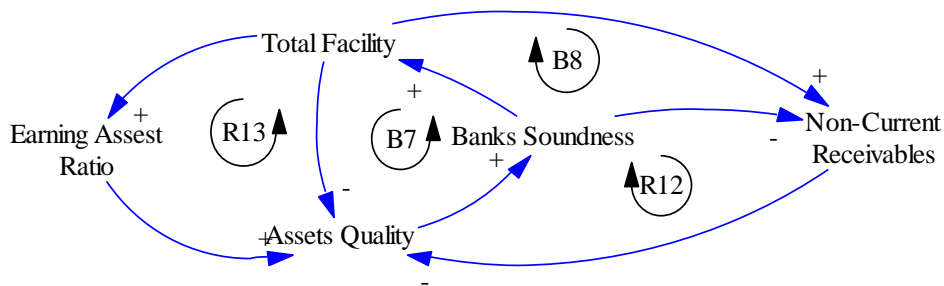 Total Facility
B8
+
+
+
Earning Assest
Ratio
R13
B7
Banks Soundness
Non-Current
Receivables
-
+
R12
-
+
Assets Quality
-